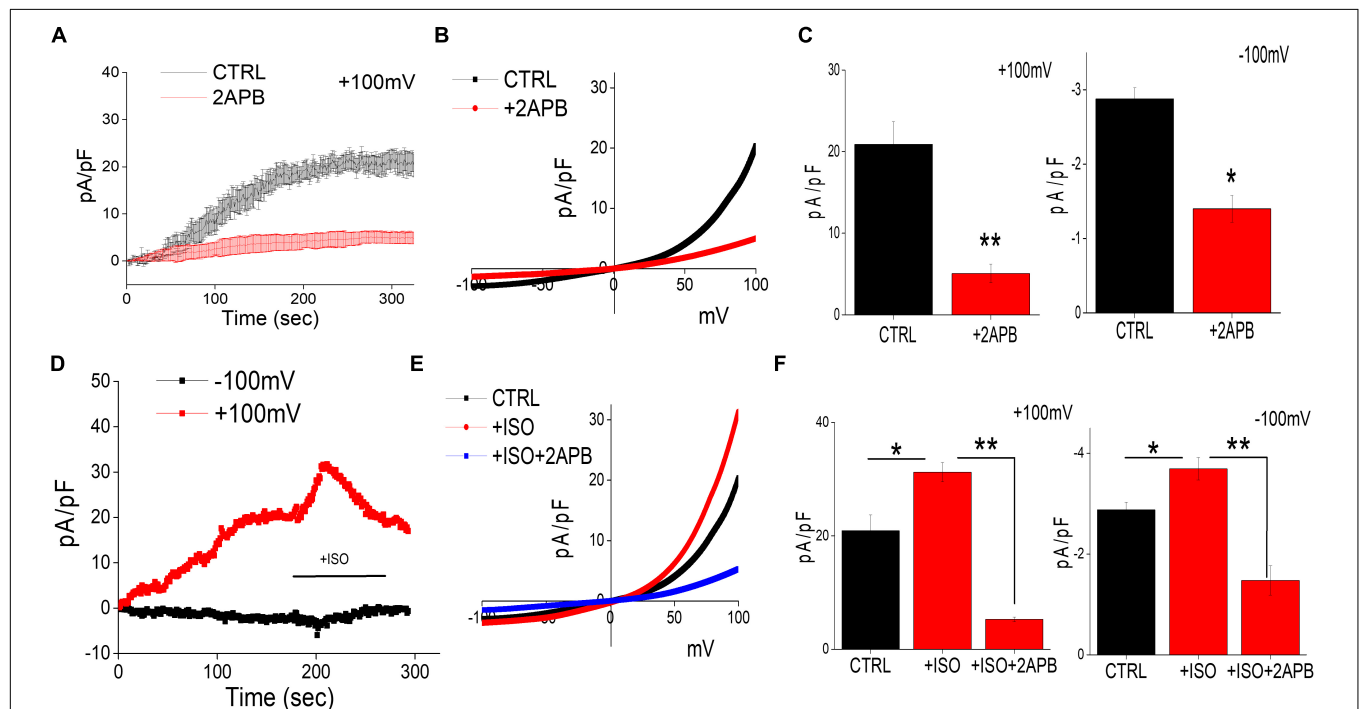 A
CTRL
2APB
+100mV
40
30
20
10
0
pA/pF
0
100
200
300
Time (sec)
B
CTRL
+2APB
30
20
10
0
pA/pF
-100
-50
0
50
100
mV
C
+100mV
30
20
10
0
pA/pF
**
CTRL
+2APB
-100mV
-3
-2
-1
0
pA/pF
*
CTRL
+2APB
D
-100mV
+100mV
50
40
30
20
10
0
-10
pA/pF
+ISO
0
100
200
300
Time (sec)
E
CTRL
+ISO
+ISO+2APB
30
20
10
0
pA/pF
-100
-50
0
50
100
mV
F
+100mV
40
20
0
pA/pF
*
**
CTRL
+ISO
+ISO+2APB
-100mV
-4
-2
0
pA/pF
*
**
CTRL
+ISO
+ISO+2APB